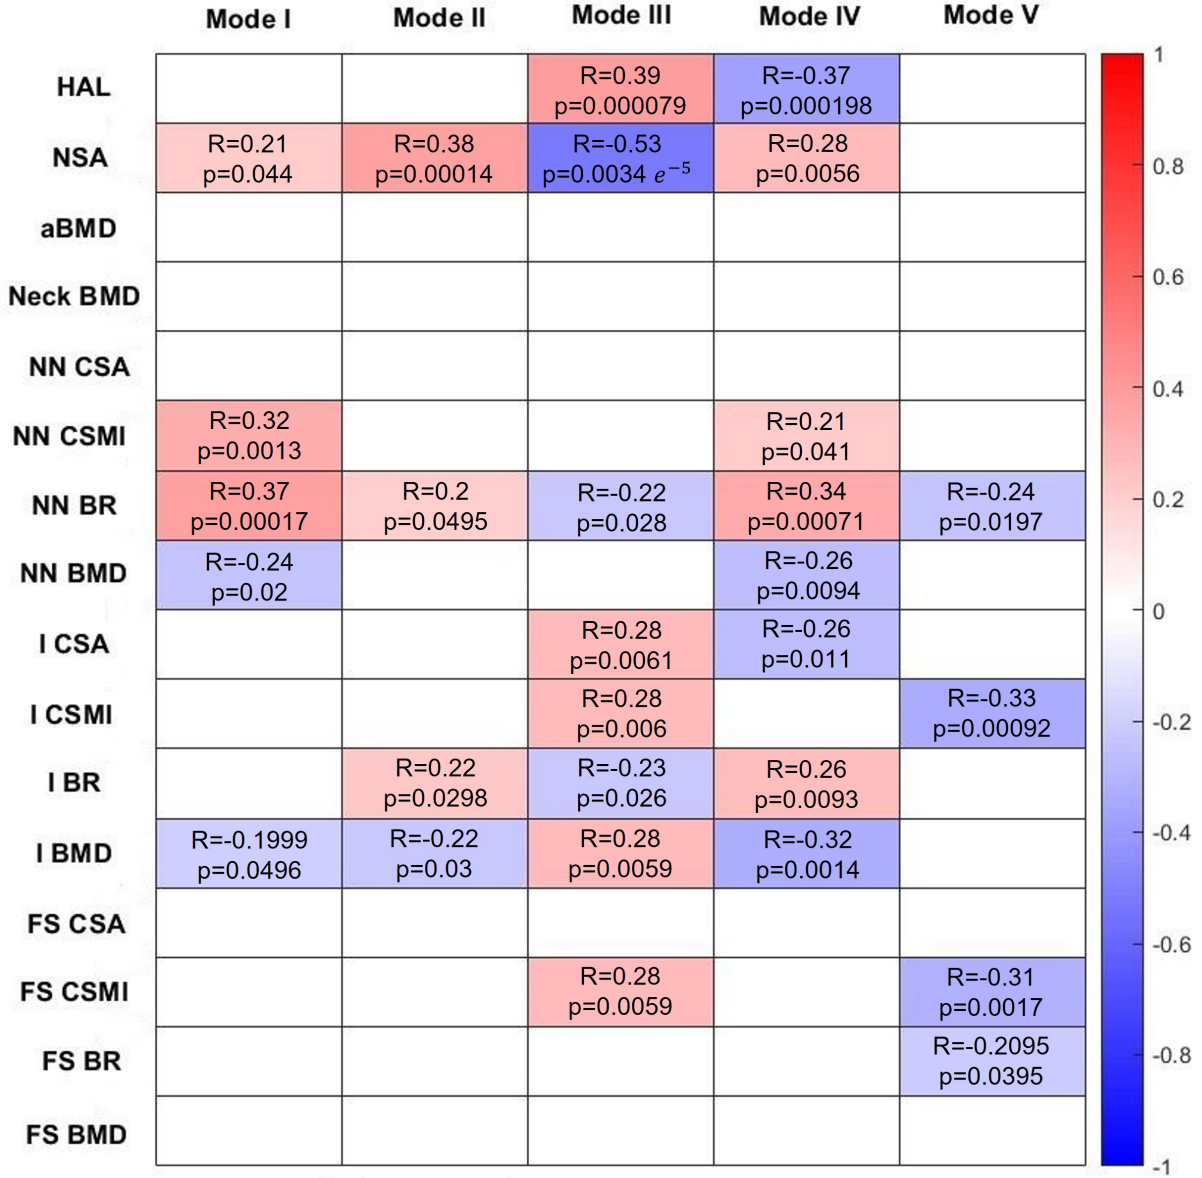 Mode I Mode II Mode III Mode IV Mode V
HAL
R=0.39
p=0.000079
R=-0.37
p=0.000198
NSA
R=0.21
p=0.044
R=0.38
p=0.00014
R=-0.53
p=0.0034 e⁻⁵
R=0.28
p=0.0056
aBMD
Neck BMD
NN CSA
NN CSMI
R=0.32
p=0.0013
R=0.21
p=0.041
NN BR
R=0.37
p=0.00017
R=0.2
p=0.0495
R=-0.22
p=0.028
R=0.34
p=0.00071
R=-0.24
p=0.0197
NN BMD
R=-0.24
p=0.02
R=-0.26
p=0.0094
I CSA
R=0.28
p=0.0061
R=-0.26
p=0.011
I CSMI
R=0.28
p=0.006
R=-0.33
p=0.00092
I BR
R=0.22
p=0.0298
R=-0.23
p=0.026
R=0.26
p=0.0093
I BMD
R=-0.1999
p=0.0496
R=-0.22
p=0.03
R=0.28
p=0.0059
R=-0.32
p=0.0014
FS CSA
FS CSMI
R=0.28
p=0.0059
R=-0.31
p=0.0017
FS BR
R=-0.2095
p=0.0395
FS BMD
1
0.8
0.6
0.4
0.2
0
-0.2
-0.4
-0.6
-0.8
-1